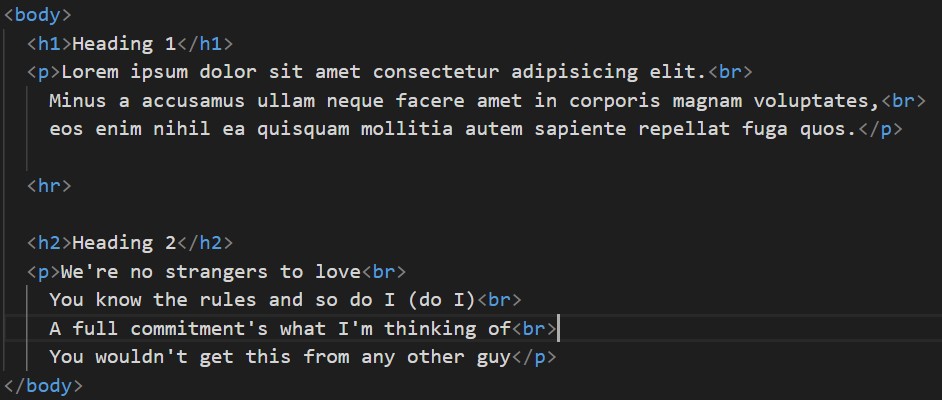 <body>
<h1>Heading 1</h1>
<p>Lorem ipsum dolor sit amet consectetur adipisicing elit.<br>
Minus a accusamus ullam neque facere amet in corporis magnam voluptates,<br>
eos enim nihil ea quisquam mollitia autem sapiente repellat fuga quos.</p>
<hr>
<h2>Heading 2</h2>
<p>We're no strangers to love<br>
You know the rules and so do I (do I)<br>
A full commitment's what I'm thinking of<br>
You wouldn't get this from any other guy</p>
</body>